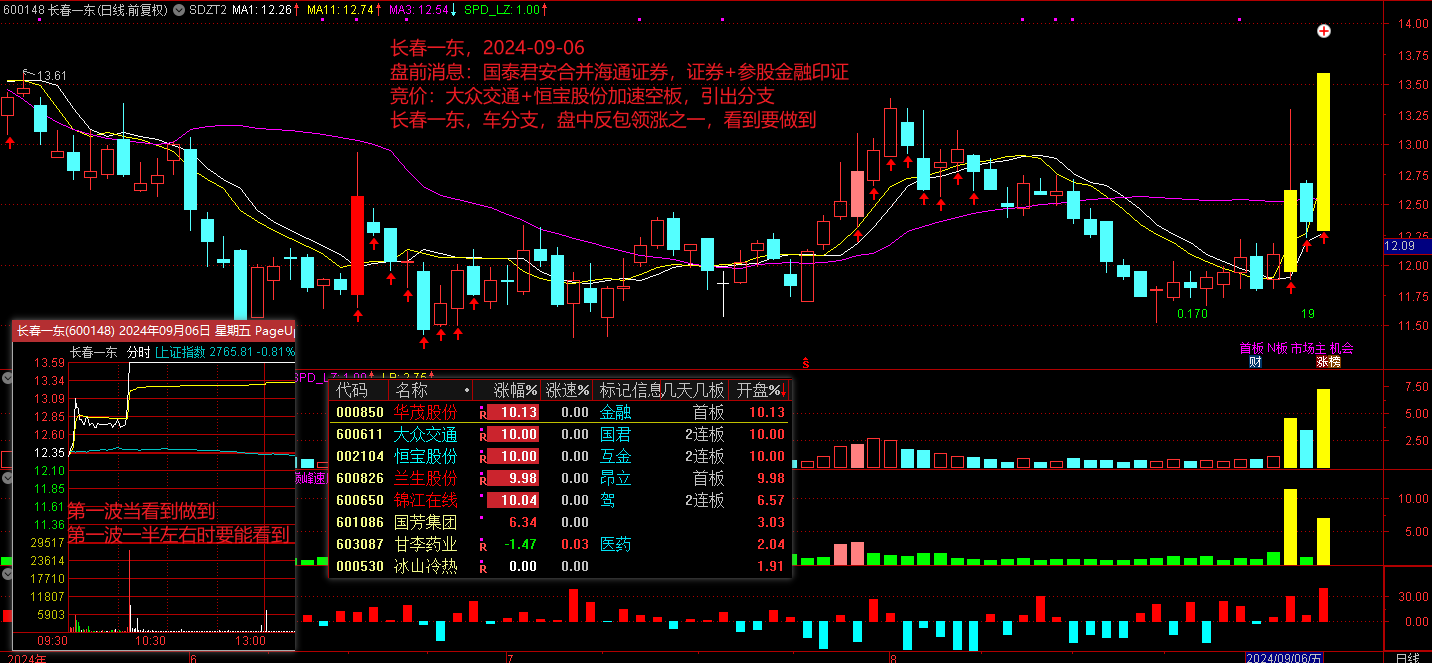 600148 长春一东(日线.前复权) SDZT2 MA1: 12.26↑ MA11: 12.74↑ MA3: 12.54↓ SPD_LZ: 1.00↑
长春一东，2024-09-06
盘前消息：国泰君安合并海通证券，证券+参股金融印证
竞价：大众交通+恒宝股份加速空板，引出分支
长春一东，车分支，盘中反包领涨之一，看到要做到
13.61
14.00
13.75
13.50
13.25
13.00
12.75
12.50
12.25
12.09
12.00
11.75
11.50
0.170
19
首板 N板 市场主 机会
财
涨榜
ŝ
长春一东(600148) 2024年09月06日 星期五 PageU
长春一东 分时 上证指数 2765.81 -0.81%
13.59
13.34
13.09
12.85
12.60
12.35
12.10
11.85
11.61
11.36
29517
23614
17710
11807
5903
09:30 10:30 13:00
第一波当看到做到
第一波一半左右时要能看到
SPD_LZ: 1.00↑ LB: 2.75↑
巅峰速
代码 名称 • 涨幅% 涨速% 标记信息 几天几板 开盘%↓
000850 华茂股份 R 10.13 0.00 金融 首板 10.13
600611 大众交通 R 10.00 0.00 国君 2连板 10.00
002104 恒宝股份 R 10.00 0.00 互金 2连板 10.00
600826 兰生股份 R 9.98 0.00 昂立 首板 9.98
600650 锦江在线 R 10.04 0.00 驾 2连板 6.57
601086 国芳集团 6.34 0.00 3.03
603087 甘李药业 R -1.47 0.03 医药 2.04
000530 冰山冷热 R 0.00 0.00 1.91
7.50
5.00
2.50
10.00
5.00
30.00
0.00
2024年 6 7 8 2024/09/06/五 日线